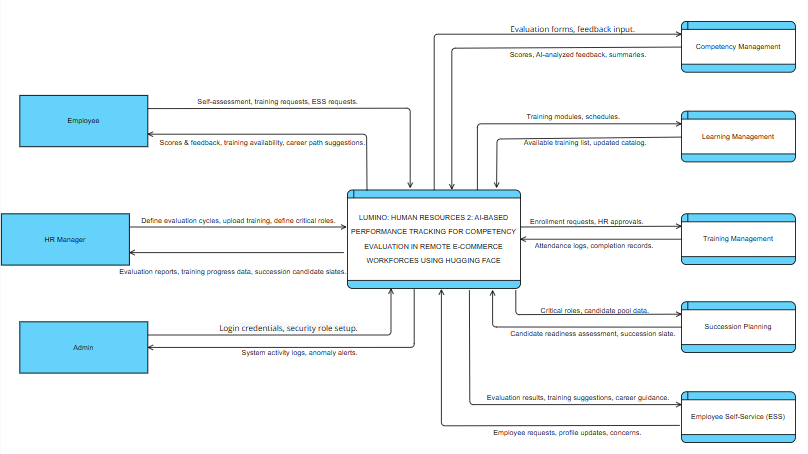 Evaluation forms, feedback input.
Competency Management
Scores, AI-analyzed feedback, summaries.
Self-assessment, training requests, ESS requests.
Employee
Scores & feedback, training availability, career path suggestions.
Training modules, schedules.
Learning Management
Available training list, updated catalog.
Define evaluation cycles, upload training, define critical roles.
HR Manager
Evaluation reports, training progress data, succession candidate slates.
LUMINO: HUMAN RESOURCES 2: AI-BASED
PERFORMANCE TRACKING FOR COMPETENCY
EVALUATION IN REMOTE E-COMMERCE
WORKFORCES USING HUGGING FACE
Enrollment requests, HR approvals.
Training Management
Attendance logs, completion records.
Login credentials, security role setup.
Admin
System activity logs, anomaly alerts.
Critical roles, candidate pool data.
Succession Planning
Candidate readiness assessment, succession slate.
Evaluation results, training suggestions, career guidance.
Employee Self-Service (ESS)
Employee requests, profile updates, concerns.